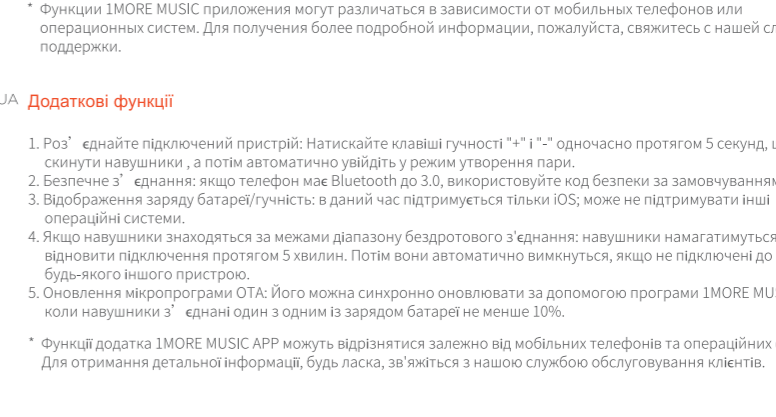 * Функции 1MORE MUSIC приложения могут различаться в зависимости от мобильных телефонов или
операционных систем. Для получения более подробной информации, пожалуйста, свяжитесь с нашей
поддержки.
UA Додаткові функції
1. Роз’єднайте підключений пристрій: Натискайте клавіші гучності "+" і "-" одночасно протягом 5 секунд,
скинути навушники , а потім автоматично увійдіть у режим утворення пари.
2. Безпечне з’єднання: якщо телефон має Bluetooth до 3.0, використовуйте код безпеки за замовчуванням
3. Відображення заряду батареї/гучність: в даний час підтримується тільки iOS; може не підтримувати інші
операційні системи.
4. Якщо навушники знаходяться за межами діапазону бездротового з'єднання: навушники намагатимуться
відновити підключення протягом 5 хвилин. Потім вони автоматично вимкнуться, якщо не підключені до
будь-якого іншого пристрою.
5. Оновлення мікропрограми OTA: Його можна синхронно оновлювати за допомогою програми 1MORE
коли навушники з’єднані один з одним із зарядом батареї не менше 10%.
* Функції додатка 1MORE MUSIC APP можуть відрізнятися залежно від мобільних телефонів та операційних
Для отримання детальної інформації, будь ласка, зв'яжіться з нашою службою обслуговування клієнтів.